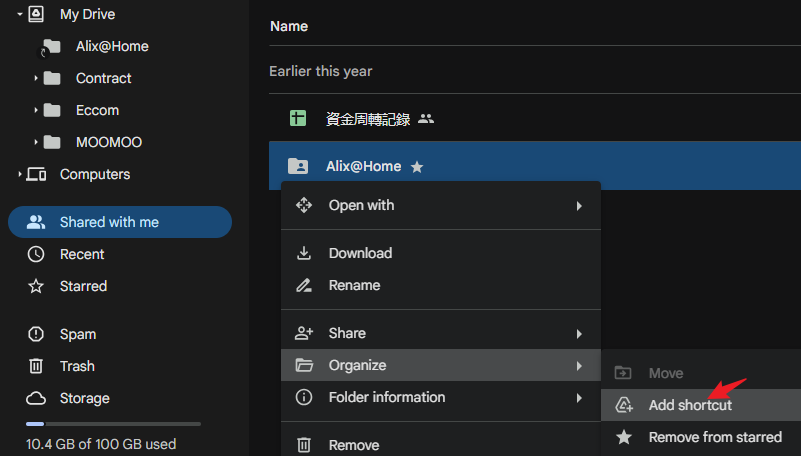 My Drive
Alix@Home
Contract
Eccom
MOOMOO
Computers
Shared with me
Recent
Starred
Spam
Trash
Storage
10.4 GB of 100 GB used
Name
Earlier this year
資金周轉記錄
Alix@Home
Open with
Download
Rename
Share
Organize
Folder information
Remove
Move
Add shortcut
Remove from starred